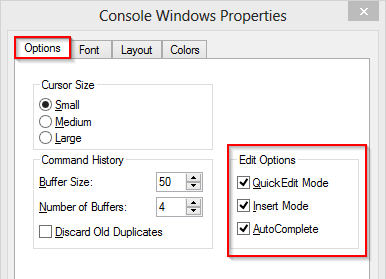 Console Windows Properties
Options Font Layout Colors
Cursor Size
Small
Medium
Large
Command History
Buffer Size: 50
Number of Buffers: 4
Discard Old Duplicates
Edit Options
QuickEdit Mode
Insert Mode
AutoComplete